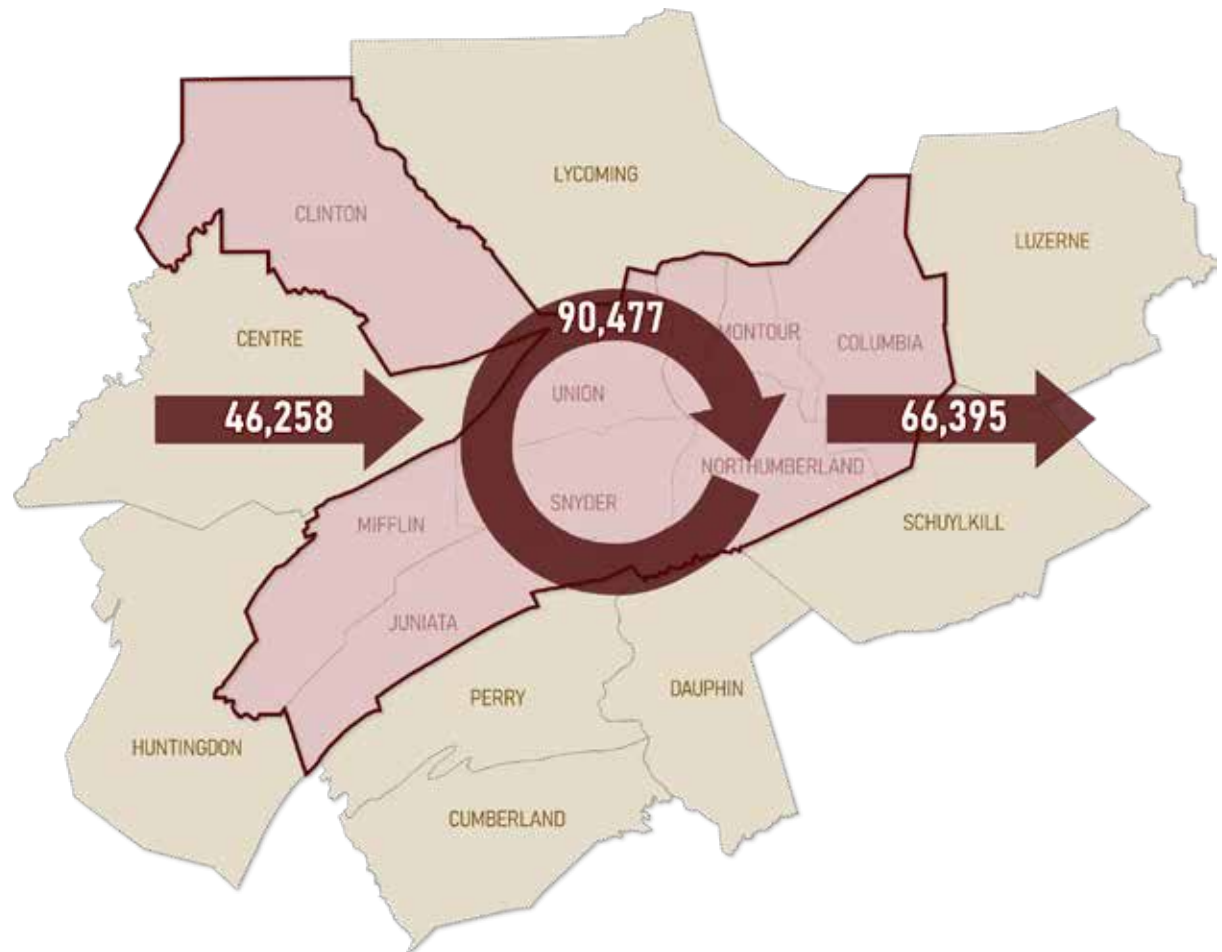 LYCOMING
CLINTON
LUZERNE
90,477
MONTOUR
CENTRE
COLUMBIA
UNION
46,258
66,395
NORTHUMBERLAND
SNYDER
MIFFLIN
SCHUYLKILL
JUNIATA
DAUPHIN
PERRY
HUNTINGDON
CUMBERLAND